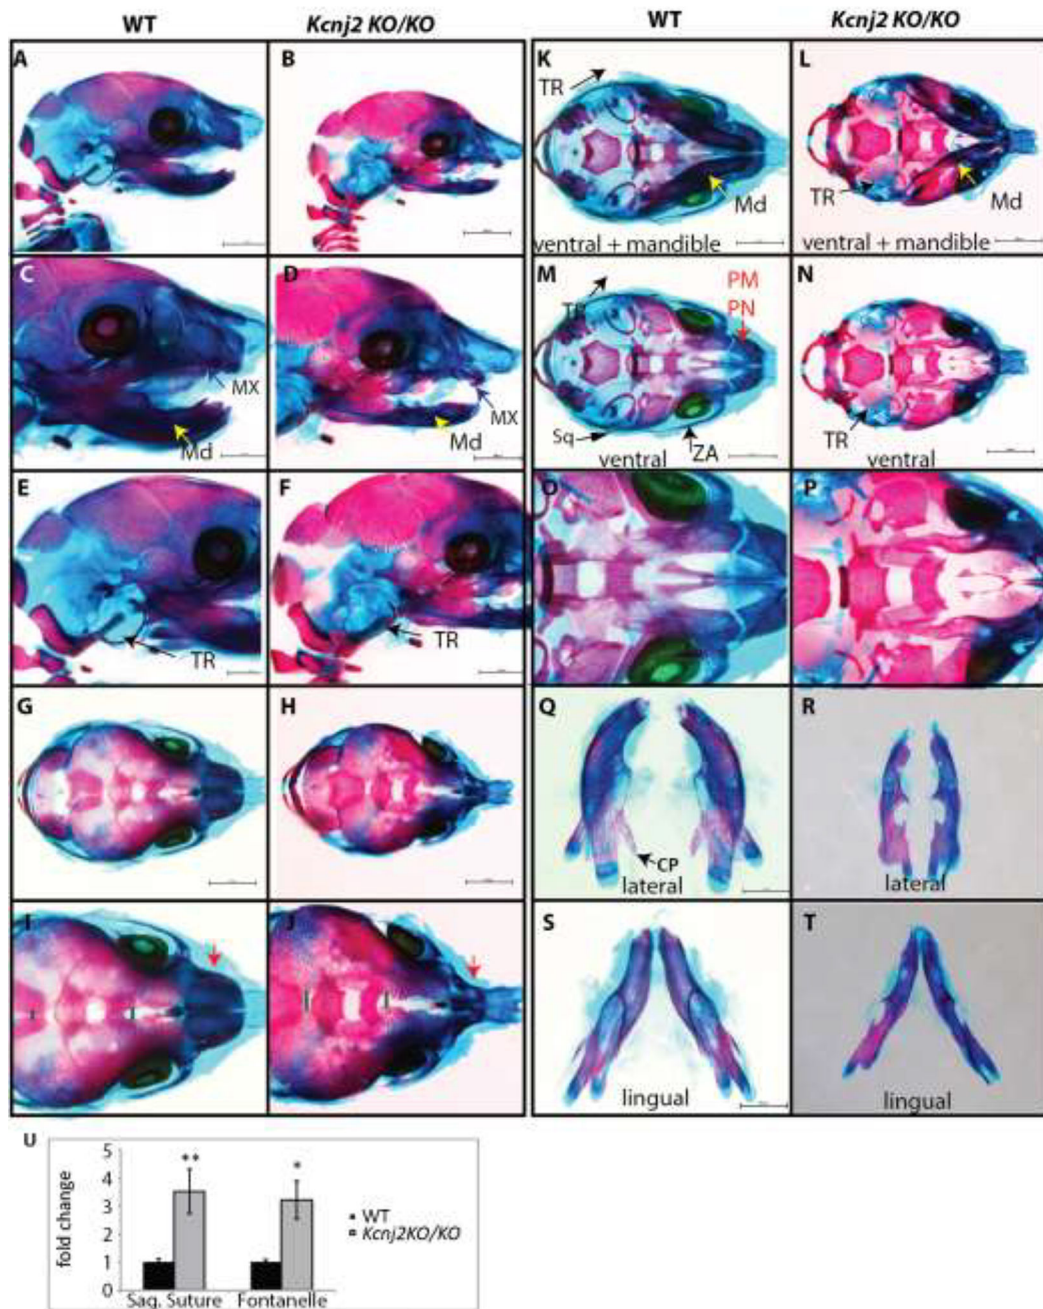 WT
Kcnj2 KO/KO
WT
Kcnj2 KO/KO
A
B
C
MX
Md
D
MX
Md
E
TR
F
TR
G
H
I
J
K
TR
Md
ventral + mandible
L
TR
Md
ventral + mandible
M
TR
PM
PN
Sq
ZA
ventral
N
TR
ventral
O
P
Q
CP
lateral
R
lateral
S
lingual
T
lingual
U
fold change
5
4
3
2
1
0
**
*
Sag. Suture
Fontanelle
WT
Kcnj2KO/KO